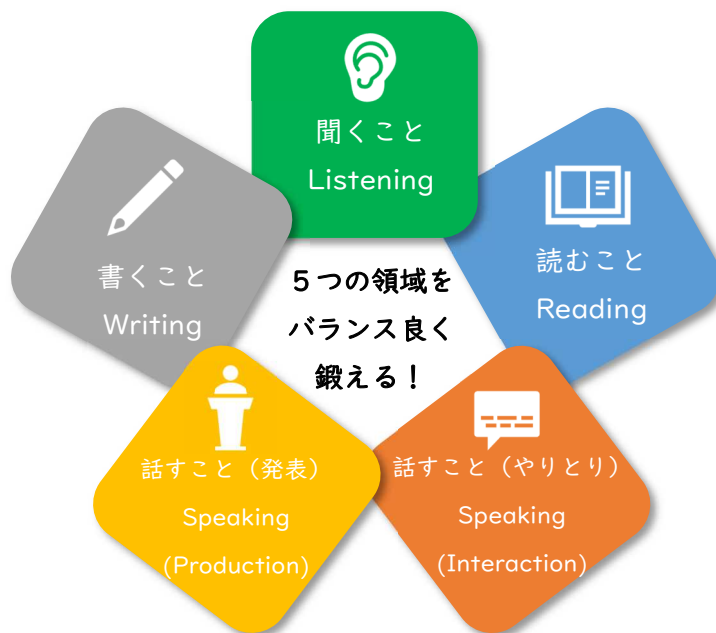 聞くこと
Listening
読むこと
Reading
書くこと
Writing
５つの領域を
バランス良く
鍛える！
話すこと（発表）
Speaking
(Production)
話すこと（やりとり）
Speaking
(Interaction)